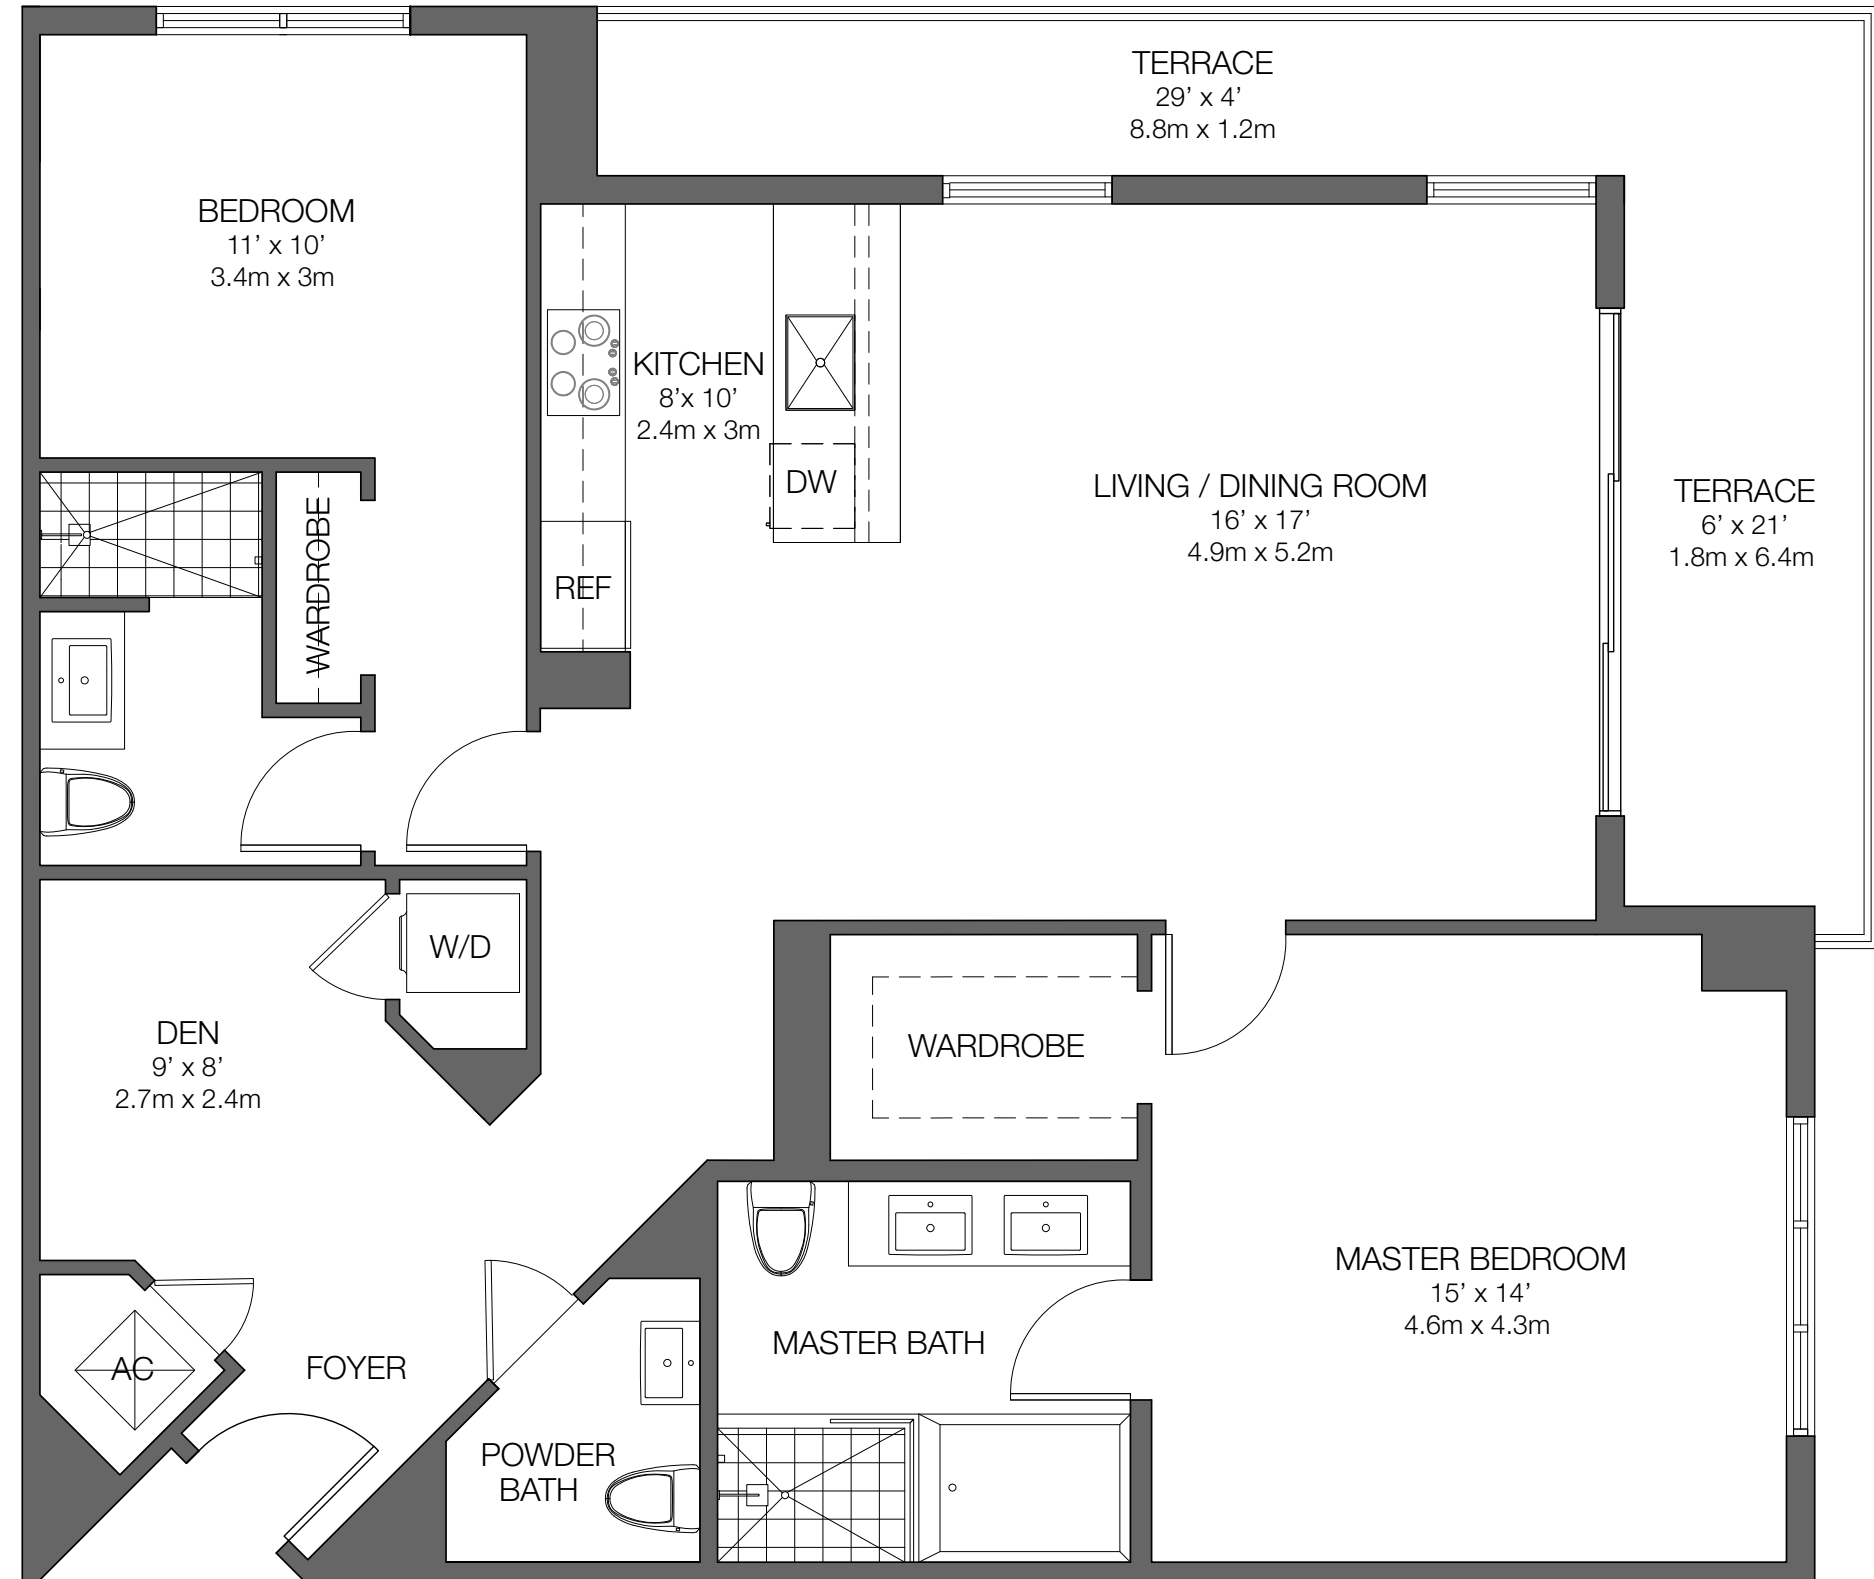 TERRACE
29’ x 4’
8.8m x 1.2m
BEDROOM
11’ x 10’
3.4m x 3m
KITCHEN
8’x 10’
2.4m x 3m
DW
REF
WARDROBE
LIVING / DINING ROOM
16’ x 17’
4.9m x 5.2m
TERRACE
6’ x 21’
1.8m x 6.4m
W/D
DEN
9’ x 8’
2.7m x 2.4m
WARDROBE
MASTER BEDROOM
15’ x 14’
4.6m x 4.3m
MASTER BATH
AC
FOYER
POWDER
BATH